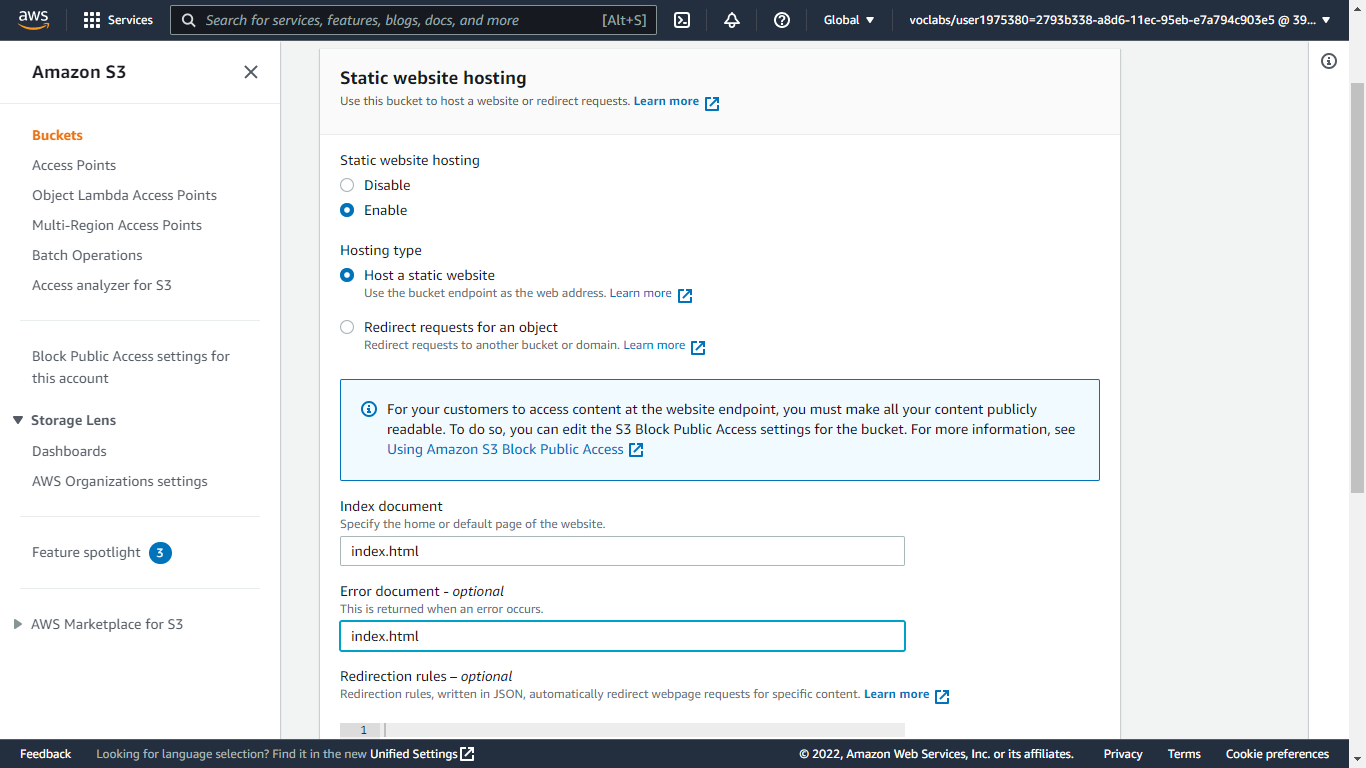 aws
Services
Search for services, features, blogs, docs, and more
[Alt+S]
Global
voclabs/user1975380=2793b338-a8d6-11ec-95eb-e7a794c903e5 @ 39...
Amazon S3
Buckets
Access Points
Object Lambda Access Points
Multi-Region Access Points
Batch Operations
Access analyzer for S3
Block Public Access settings for
this account
Storage Lens
Dashboards
AWS Organizations settings
Feature spotlight 3
AWS Marketplace for S3
Static website hosting
Use this bucket to host a website or redirect requests. Learn more
Static website hosting
Disable
Enable
Hosting type
Host a static website
Use the bucket endpoint as the web address. Learn more
Redirect requests for an object
Redirect requests to another bucket or domain. Learn more
For your customers to access content at the website endpoint, you must make all your content publicly
readable. To do so, you can edit the S3 Block Public Access settings for the bucket. For more information, see
Using Amazon S3 Block Public Access
Index document
Specify the home or default page of the website.
index.html
Error document - optional
This is returned when an error occurs.
index.html
Redirection rules – optional
Redirection rules, written in JSON, automatically redirect webpage requests for specific content. Learn more
1
Feedback
Looking for language selection? Find it in the new Unified Settings
© 2022, Amazon Web Services, Inc. or its affiliates.
Privacy
Terms
Cookie preferences